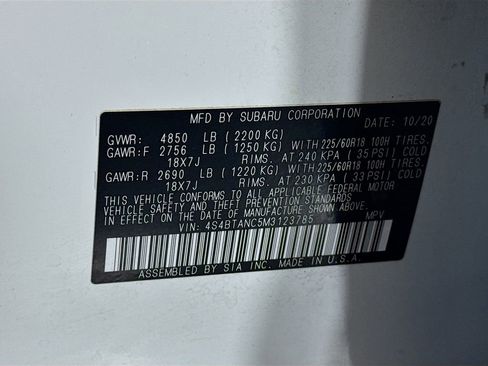 MFD BY SUBARU CORPORATION DATE: 10/20
GVWR: 4850 LB (2200 KG)
GAWR:F 2756 LB (1250 KG) WITH 225/60R18 100H TIRES.
18X7J RIMS. AT 240 KPA (35 PSI) COLD
GAWR:R 2690 LB (1220 KG) WITH 225/60R18 100H TIRES.
18X7J RIMS. AT 230 KPA (33 PSI) COLD
THIS VEHICLE CONFORMS TO ALL APPLICABLE FEDERAL MOTOR
VEHICLE SAFETY STANDARDS
IN EFFECT ON THE DATE OF MANUFACTURE SHOWN ABOVE.
VIN: 4S4BTANC5M3123785 MPV
ASSEMBLED BY SIA INC. MADE IN U.S.A.